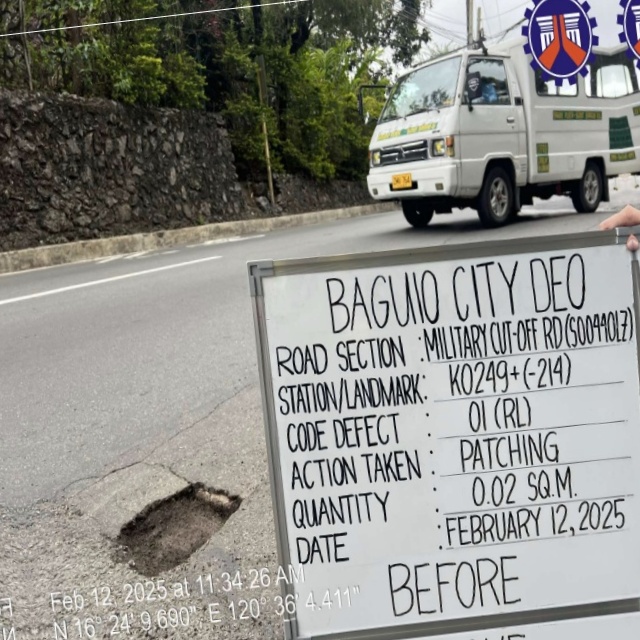 BAGUIO CITY DEO
ROAD SECTION : MILITARY CUT-OFF RD (S00944017)
STATION/LANDMARK : K0249+(-214)
CODE DEFECT : 01 (RL)
ACTION TAKEN : PATCHING
QUANTITY : 0.02 SQ.M.
DATE : FEBRUARY 12, 2025
BEFORE
Feb 12, 2025 at 11:34:26 AM
N 16° 24' 9.690" E 120° 36' 4.411"